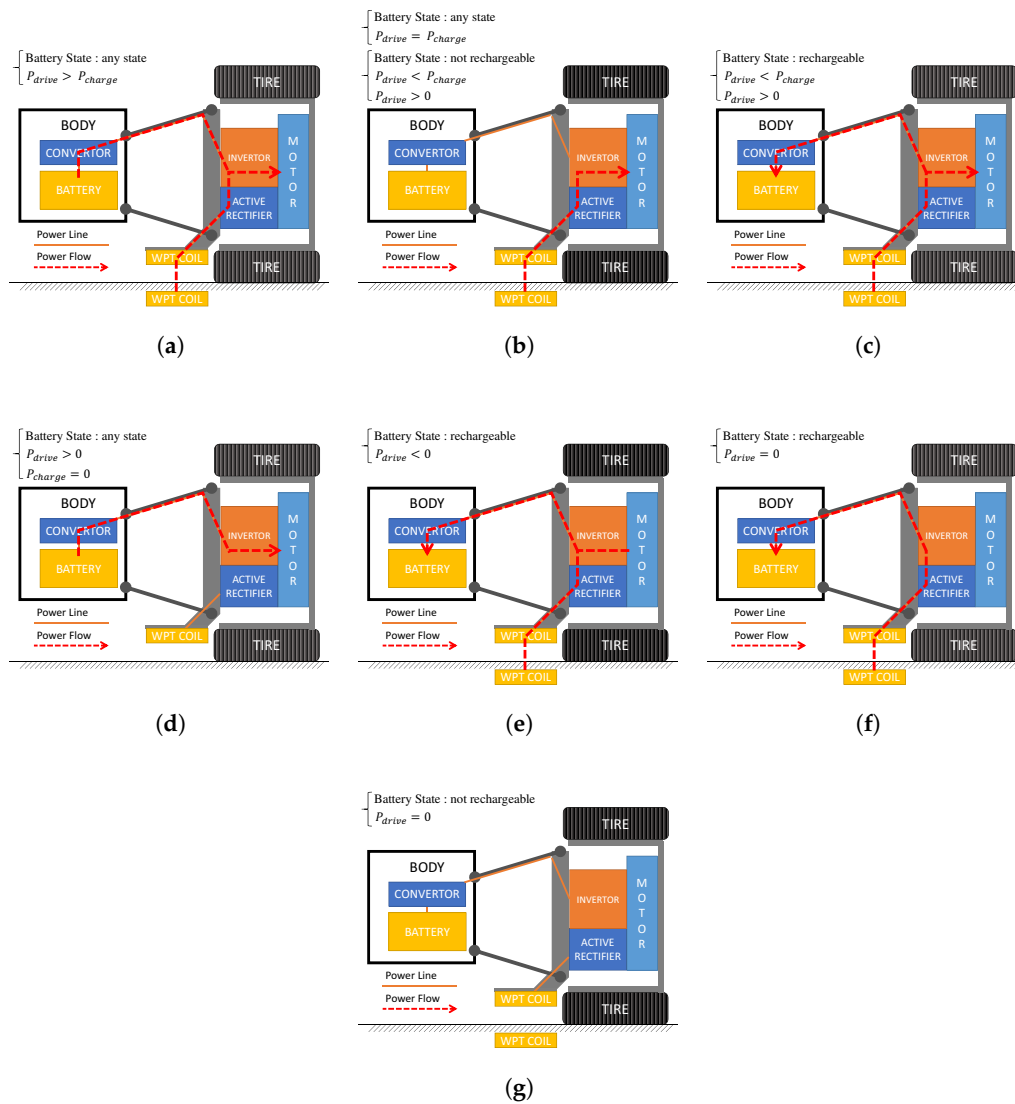 Battery State : any state
P_drive > P_charge
TIRE
BODY
CONVERTOR
BATTERY
INVERTOR
MOTOR
ACTIVE
RECTIFIER
Power Line
Power Flow
WPT COIL
TIRE
WPT COIL
(a)
Battery State : any state
P_drive = P_charge
Battery State : not rechargeable
P_drive < P_charge
P_drive > 0
TIRE
BODY
CONVERTOR
BATTERY
INVERTOR
MOTOR
ACTIVE
RECTIFIER
Power Line
Power Flow
WPT COIL
TIRE
WPT COIL
(b)
Battery State : rechargeable
P_drive < P_charge
P_drive > 0
TIRE
BODY
CONVERTOR
BATTERY
INVERTOR
MOTOR
ACTIVE
RECTIFIER
Power Line
Power Flow
WPT COIL
TIRE
WPT COIL
(c)
Battery State : any state
P_drive > 0
P_charge = 0
TIRE
BODY
CONVERTOR
BATTERY
INVERTOR
MOTOR
ACTIVE
RECTIFIER
Power Line
Power Flow
WPT COIL
TIRE
(d)
Battery State : rechargeable
P_drive < 0
TIRE
BODY
CONVERTOR
BATTERY
INVERTOR
MOTOR
ACTIVE
RECTIFIER
Power Line
Power Flow
WPT COIL
TIRE
WPT COIL
(e)
Battery State : rechargeable
P_drive = 0
TIRE
BODY
CONVERTOR
BATTERY
INVERTOR
MOTOR
ACTIVE
RECTIFIER
Power Line
Power Flow
WPT COIL
TIRE
WPT COIL
(f)
Battery State : not rechargeable
P_drive = 0
TIRE
BODY
CONVERTOR
BATTERY
INVERTOR
MOTOR
ACTIVE
RECTIFIER
Power Line
Power Flow
WPT COIL
TIRE
WPT COIL
(g)